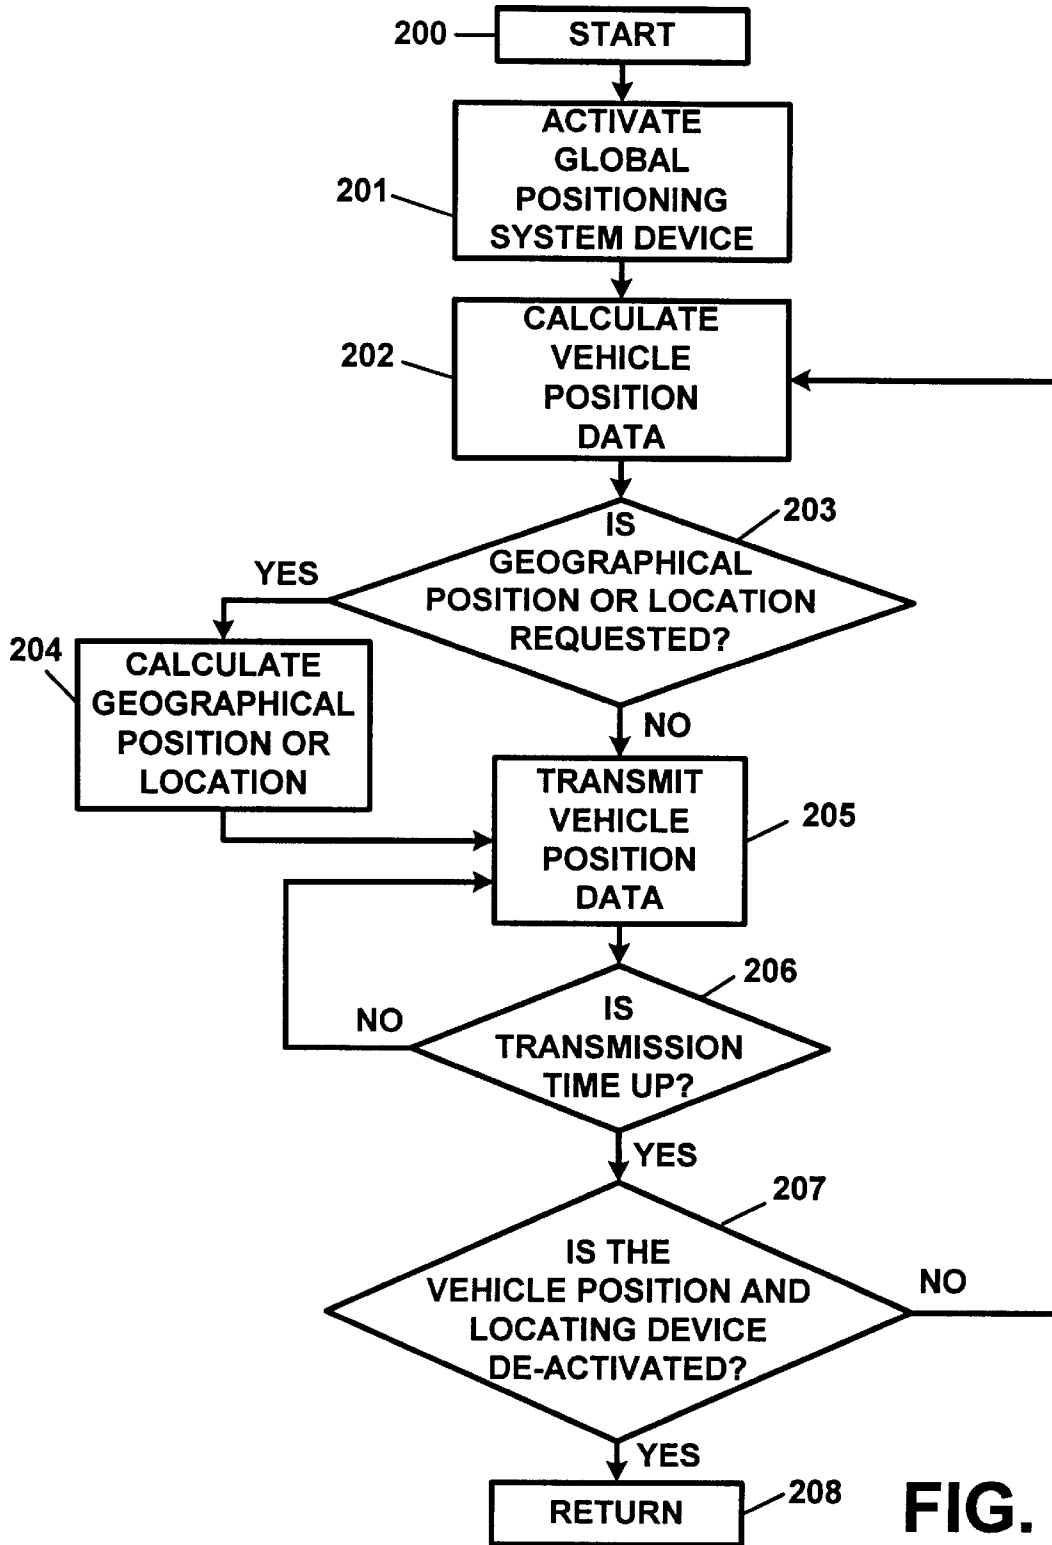 200
START
ACTIVATE
GLOBAL
POSITIONING
SYSTEM DEVICE
201
CALCULATE
VEHICLE
POSITION
DATA
202
203
IS
GEOGRAPHICAL
POSITION OR LOCATION
REQUESTED?
YES
204
CALCULATE
GEOGRAPHICAL
POSITION OR
LOCATION
NO
TRANSMIT
VEHICLE
POSITION
DATA
205
206
IS
TRANSMISSION
TIME UP?
NO
YES
207
IS THE
VEHICLE POSITION AND
LOCATING DEVICE
DE-ACTIVATED?
NO
YES
RETURN
208
FIG.